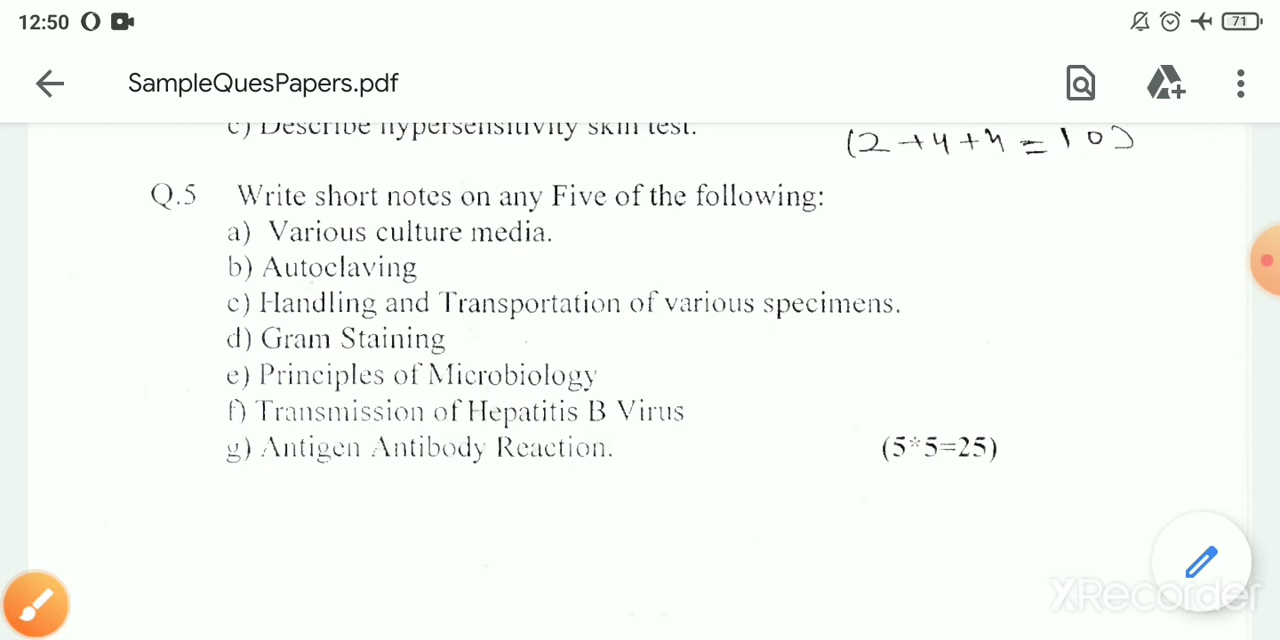 12:50
71
SampleQuesPapers.pdf
c) Describe hypersensitivity skin test.
(2+4+4=10)
Q.5 Write short notes on any Five of the following:
a) Various culture media.
b) Autoclaving
c) Handling and Transportation of various specimens.
d) Gram Staining
e) Principles of Microbiology
f) Transmission of Hepatitis B Virus
g) Antigen Antibody Reaction. (5*5=25)
XRecorder